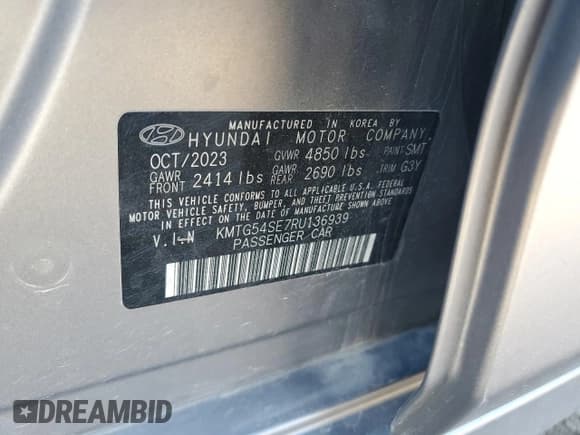 MANUFACTURED IN KOREA BY
HYUNDAI MOTOR COMPANY
OCT/2023 GVWR 4850 lbs PAINT SMT
GAWR FRONT 2414 lbs GAWR REAR 2690 lbs TRIM G3Y
THIS VEHICLE CONFORMS TO ALL APPLICABLE U.S.A. FEDERAL
MOTOR VEHICLE SAFETY, BUMPER, AND THEFT PREVENTION STANDARDS
IN EFFECT ON THE DATE OF MANUFACTURE SHOWN ABOVE.
V.I.N KMTG54SE7RU136939
PASSENGER CAR
DREAMBID